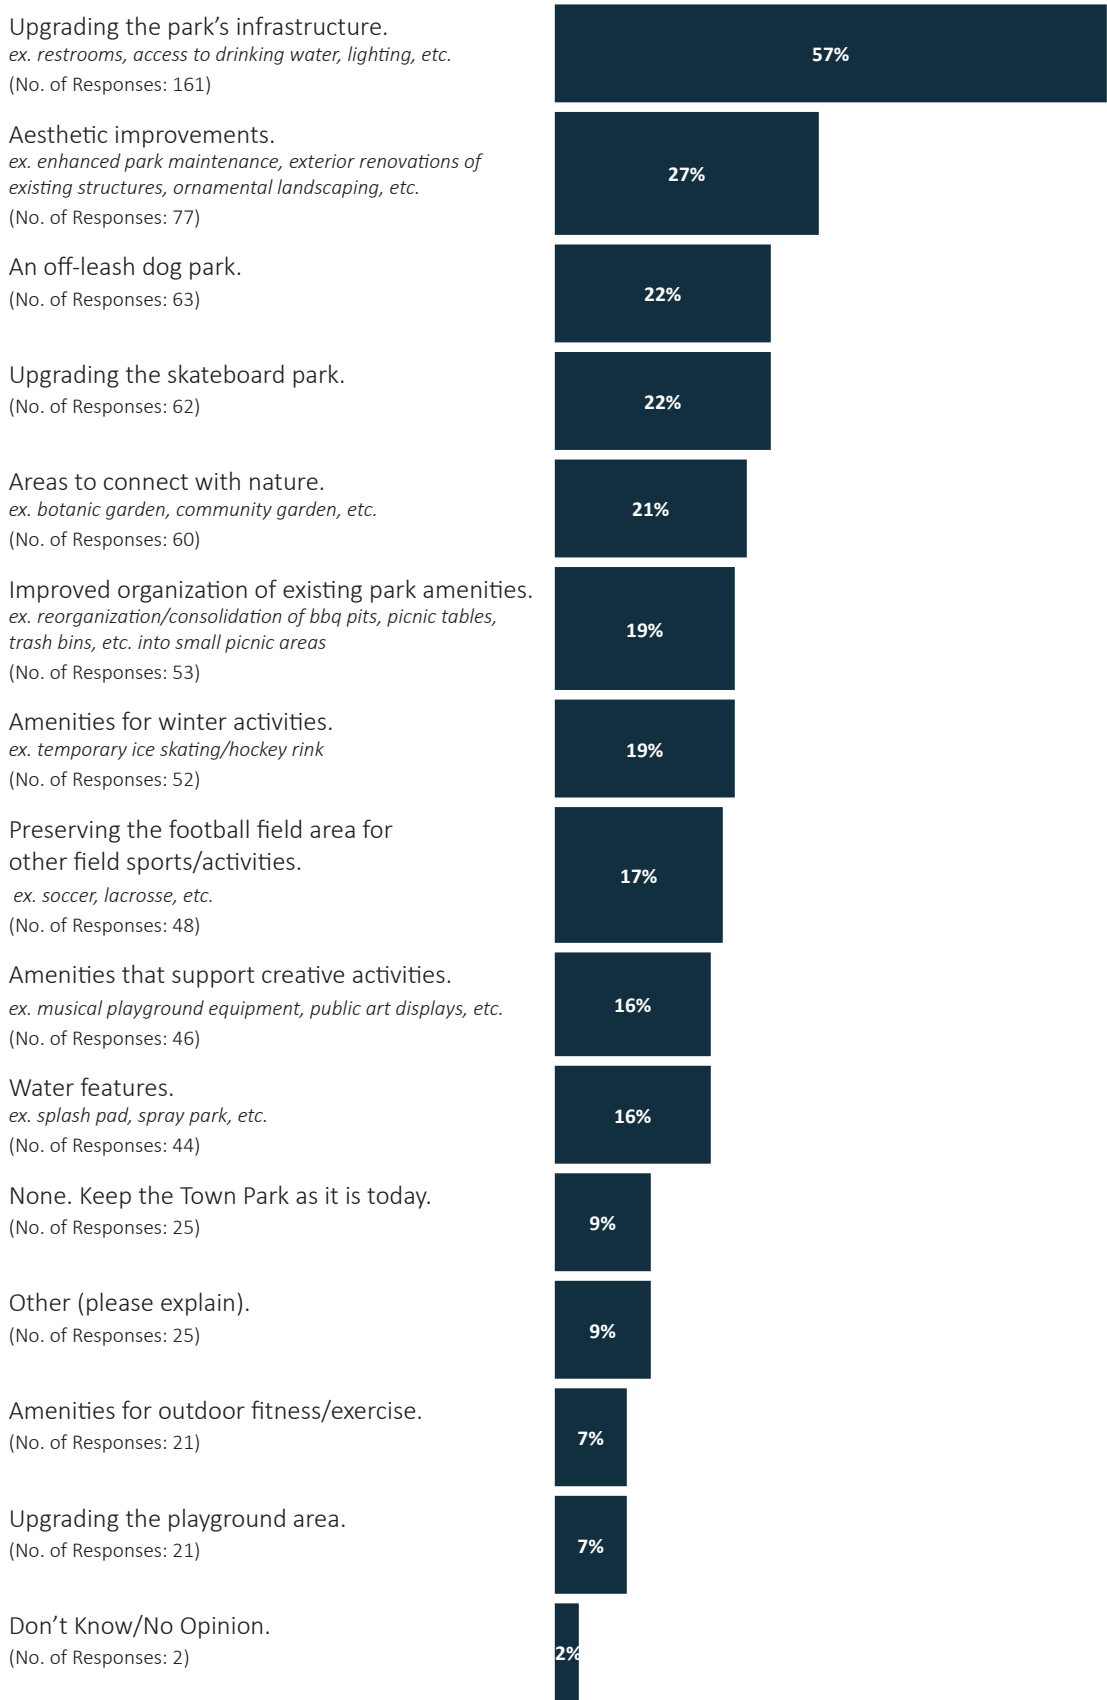 Upgrading the park’s infrastructure.
ex. restrooms, access to drinking water, lighting, etc.
(No. of Responses: 161)
57%
Aesthetic improvements.
ex. enhanced park maintenance, exterior renovations of
existing structures, ornamental landscaping, etc.
(No. of Responses: 77)
27%
An off-leash dog park.
(No. of Responses: 63)
22%
Upgrading the skateboard park.
(No. of Responses: 62)
22%
Areas to connect with nature.
ex. botanic garden, community garden, etc.
(No. of Responses: 60)
21%
Improved organization of existing park amenities.
ex. reorganization/consolidation of bbq pits, picnic tables,
trash bins, etc. into small picnic areas
(No. of Responses: 53)
19%
Amenities for winter activities.
ex. temporary ice skating/hockey rink
(No. of Responses: 52)
19%
Preserving the football field area for
other field sports/activities.
ex. soccer, lacrosse, etc.
(No. of Responses: 48)
17%
Amenities that support creative activities.
ex. musical playground equipment, public art displays, etc.
(No. of Responses: 46)
16%
Water features.
ex. splash pad, spray park, etc.
(No. of Responses: 44)
16%
None. Keep the Town Park as it is today.
(No. of Responses: 25)
9%
Other (please explain).
(No. of Responses: 25)
9%
Amenities for outdoor fitness/exercise.
(No. of Responses: 21)
7%
Upgrading the playground area.
(No. of Responses: 21)
7%
Don’t Know/No Opinion.
(No. of Responses: 2)
2%